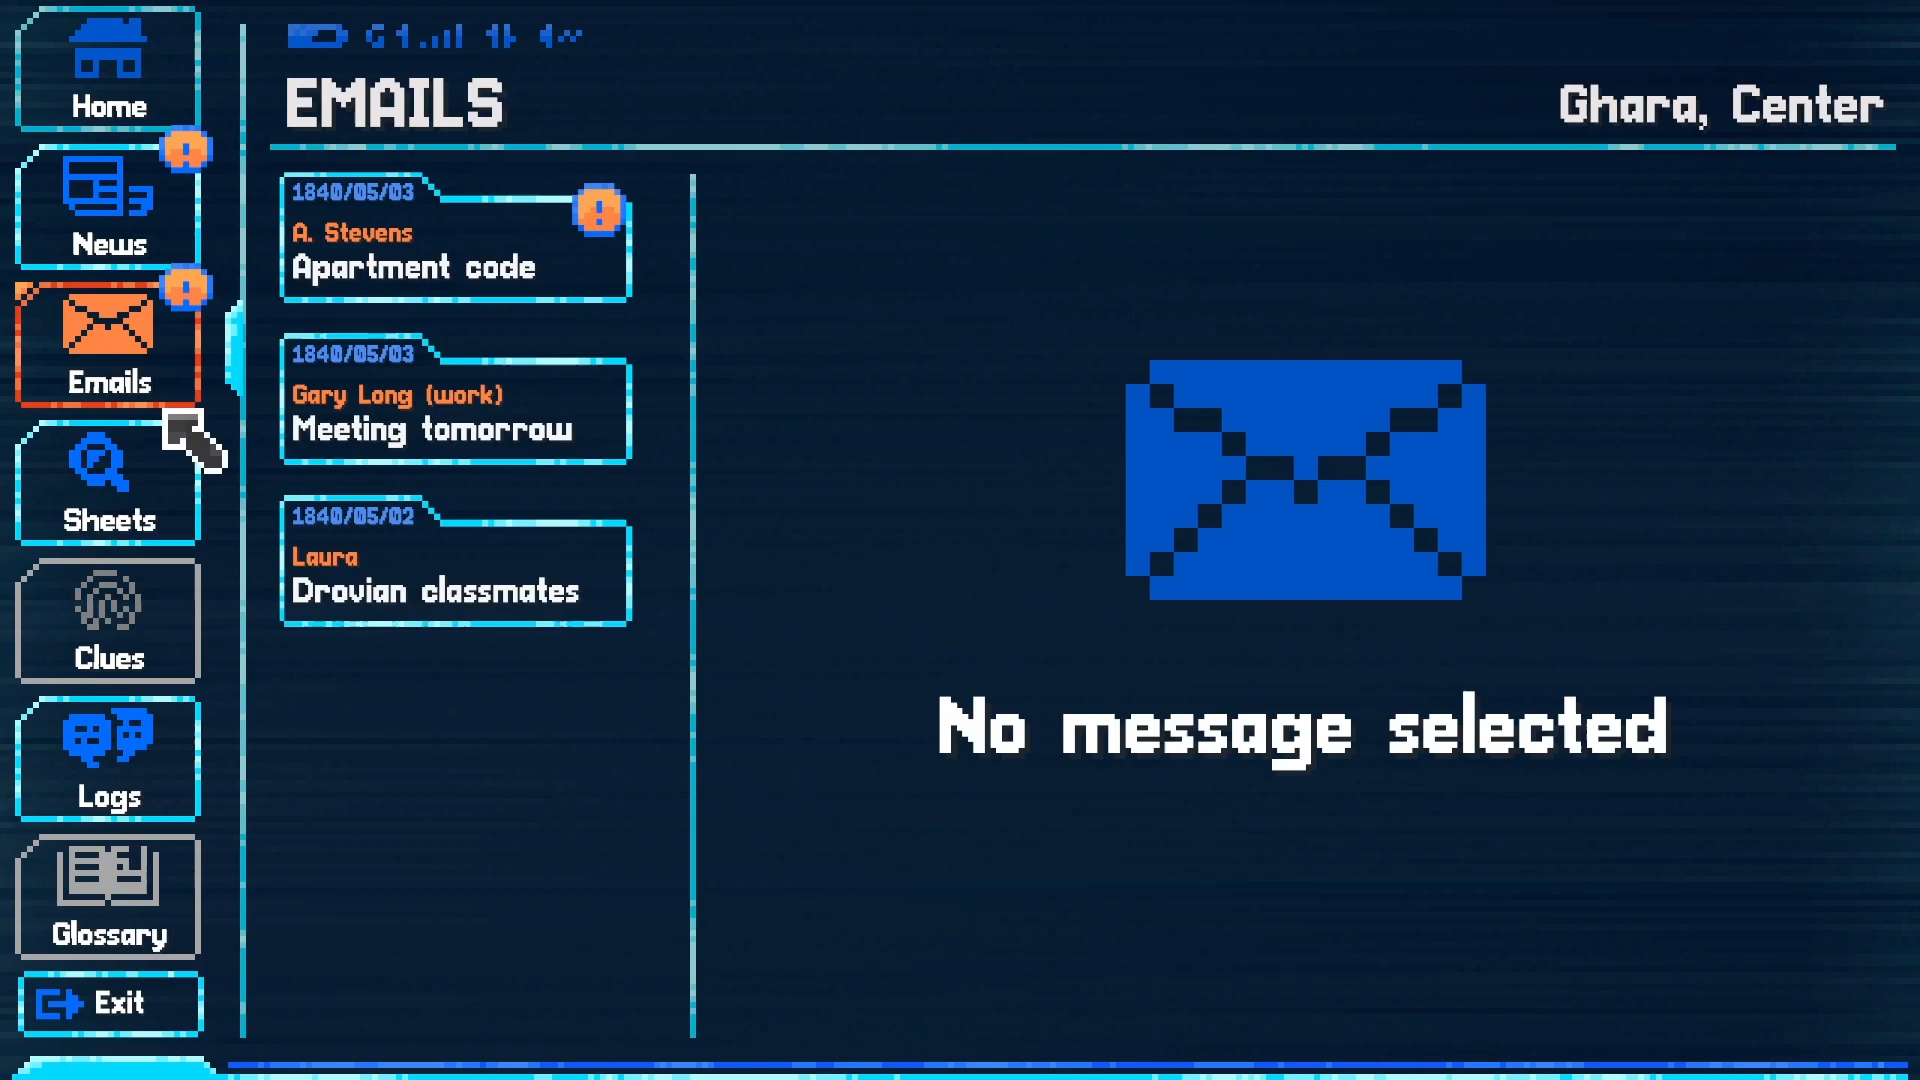 Home
News
Emails
Sheets
Clues
Logs
Glossary
Exit
EMAILS
Ghara, Center
1840/05/03
A. Stevens
Apartment code
1840/05/03
Gary Long (work)
Meeting tomorrow
1840/05/02
Laura
Drovian classmates
No message selected